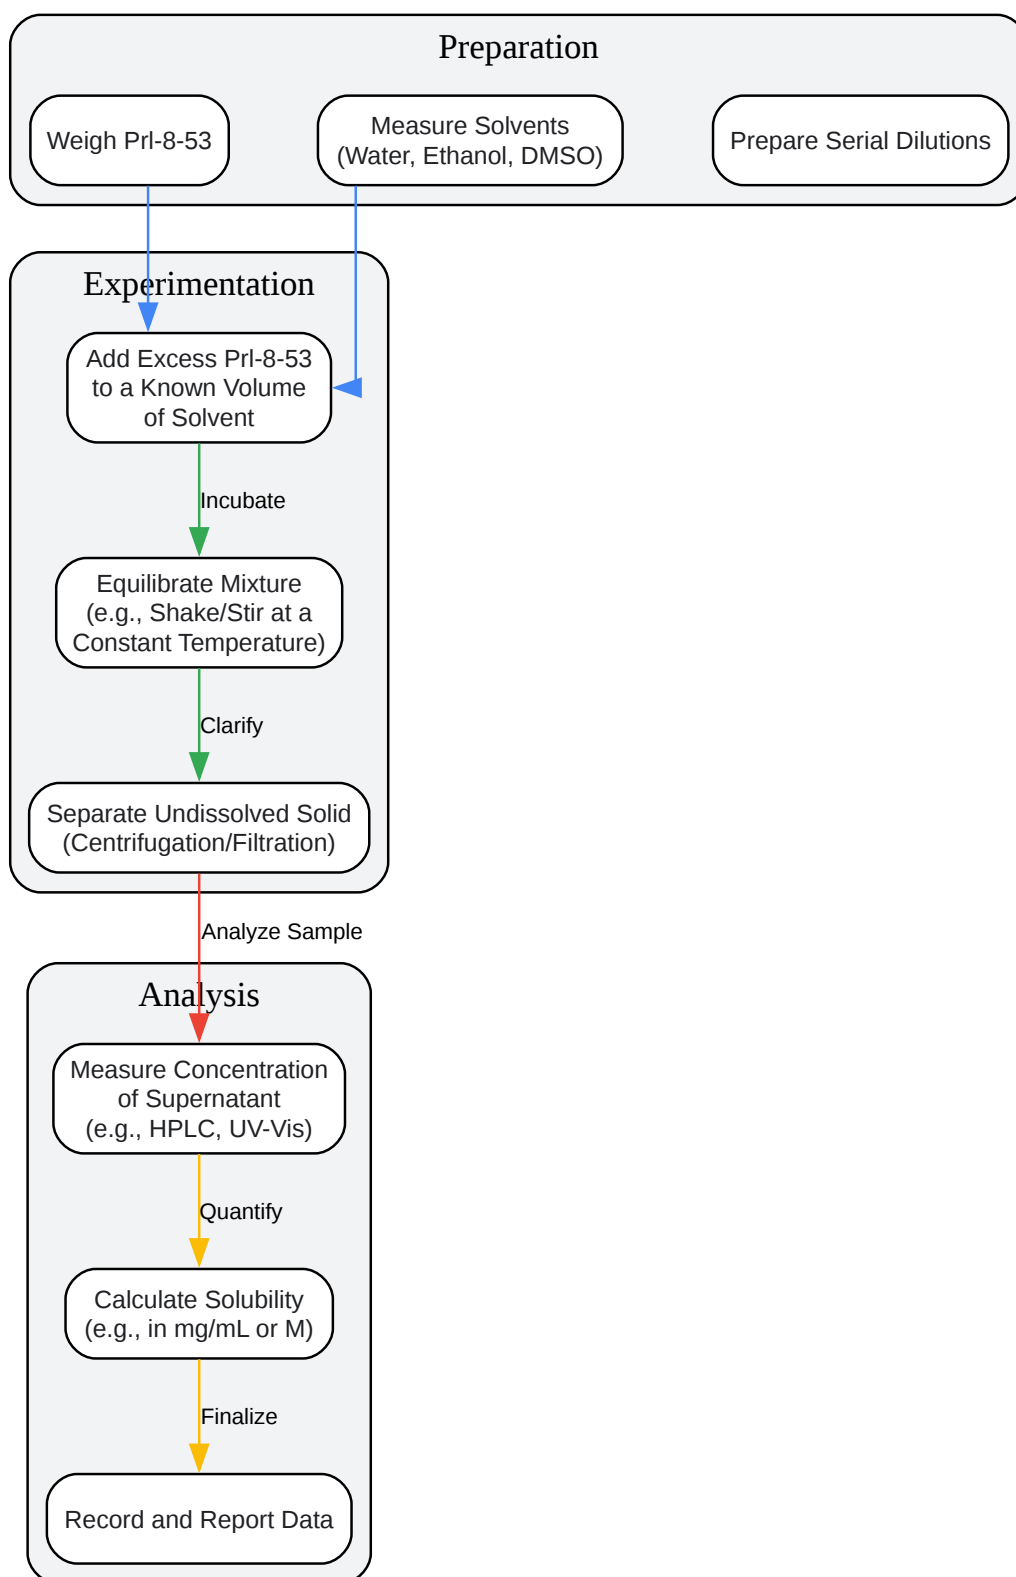 Preparation
Weigh Prl-8-53
Measure Solvents
(Water, Ethanol, DMSO)
Prepare Serial Dilutions
Experimentation
Add Excess Prl-8-53
to a Known Volume
of Solvent
Incubate
Equilibrate Mixture
(e.g., Shake/Stir at a
Constant Temperature)
Clarify
Separate Undissolved Solid
(Centrifugation/Filtration)
Analyze Sample
Analysis
Measure Concentration
of Supernatant
(e.g., HPLC, UV-Vis)
Quantify
Calculate Solubility
(e.g., in mg/mL or M)
Finalize
Record and Report Data